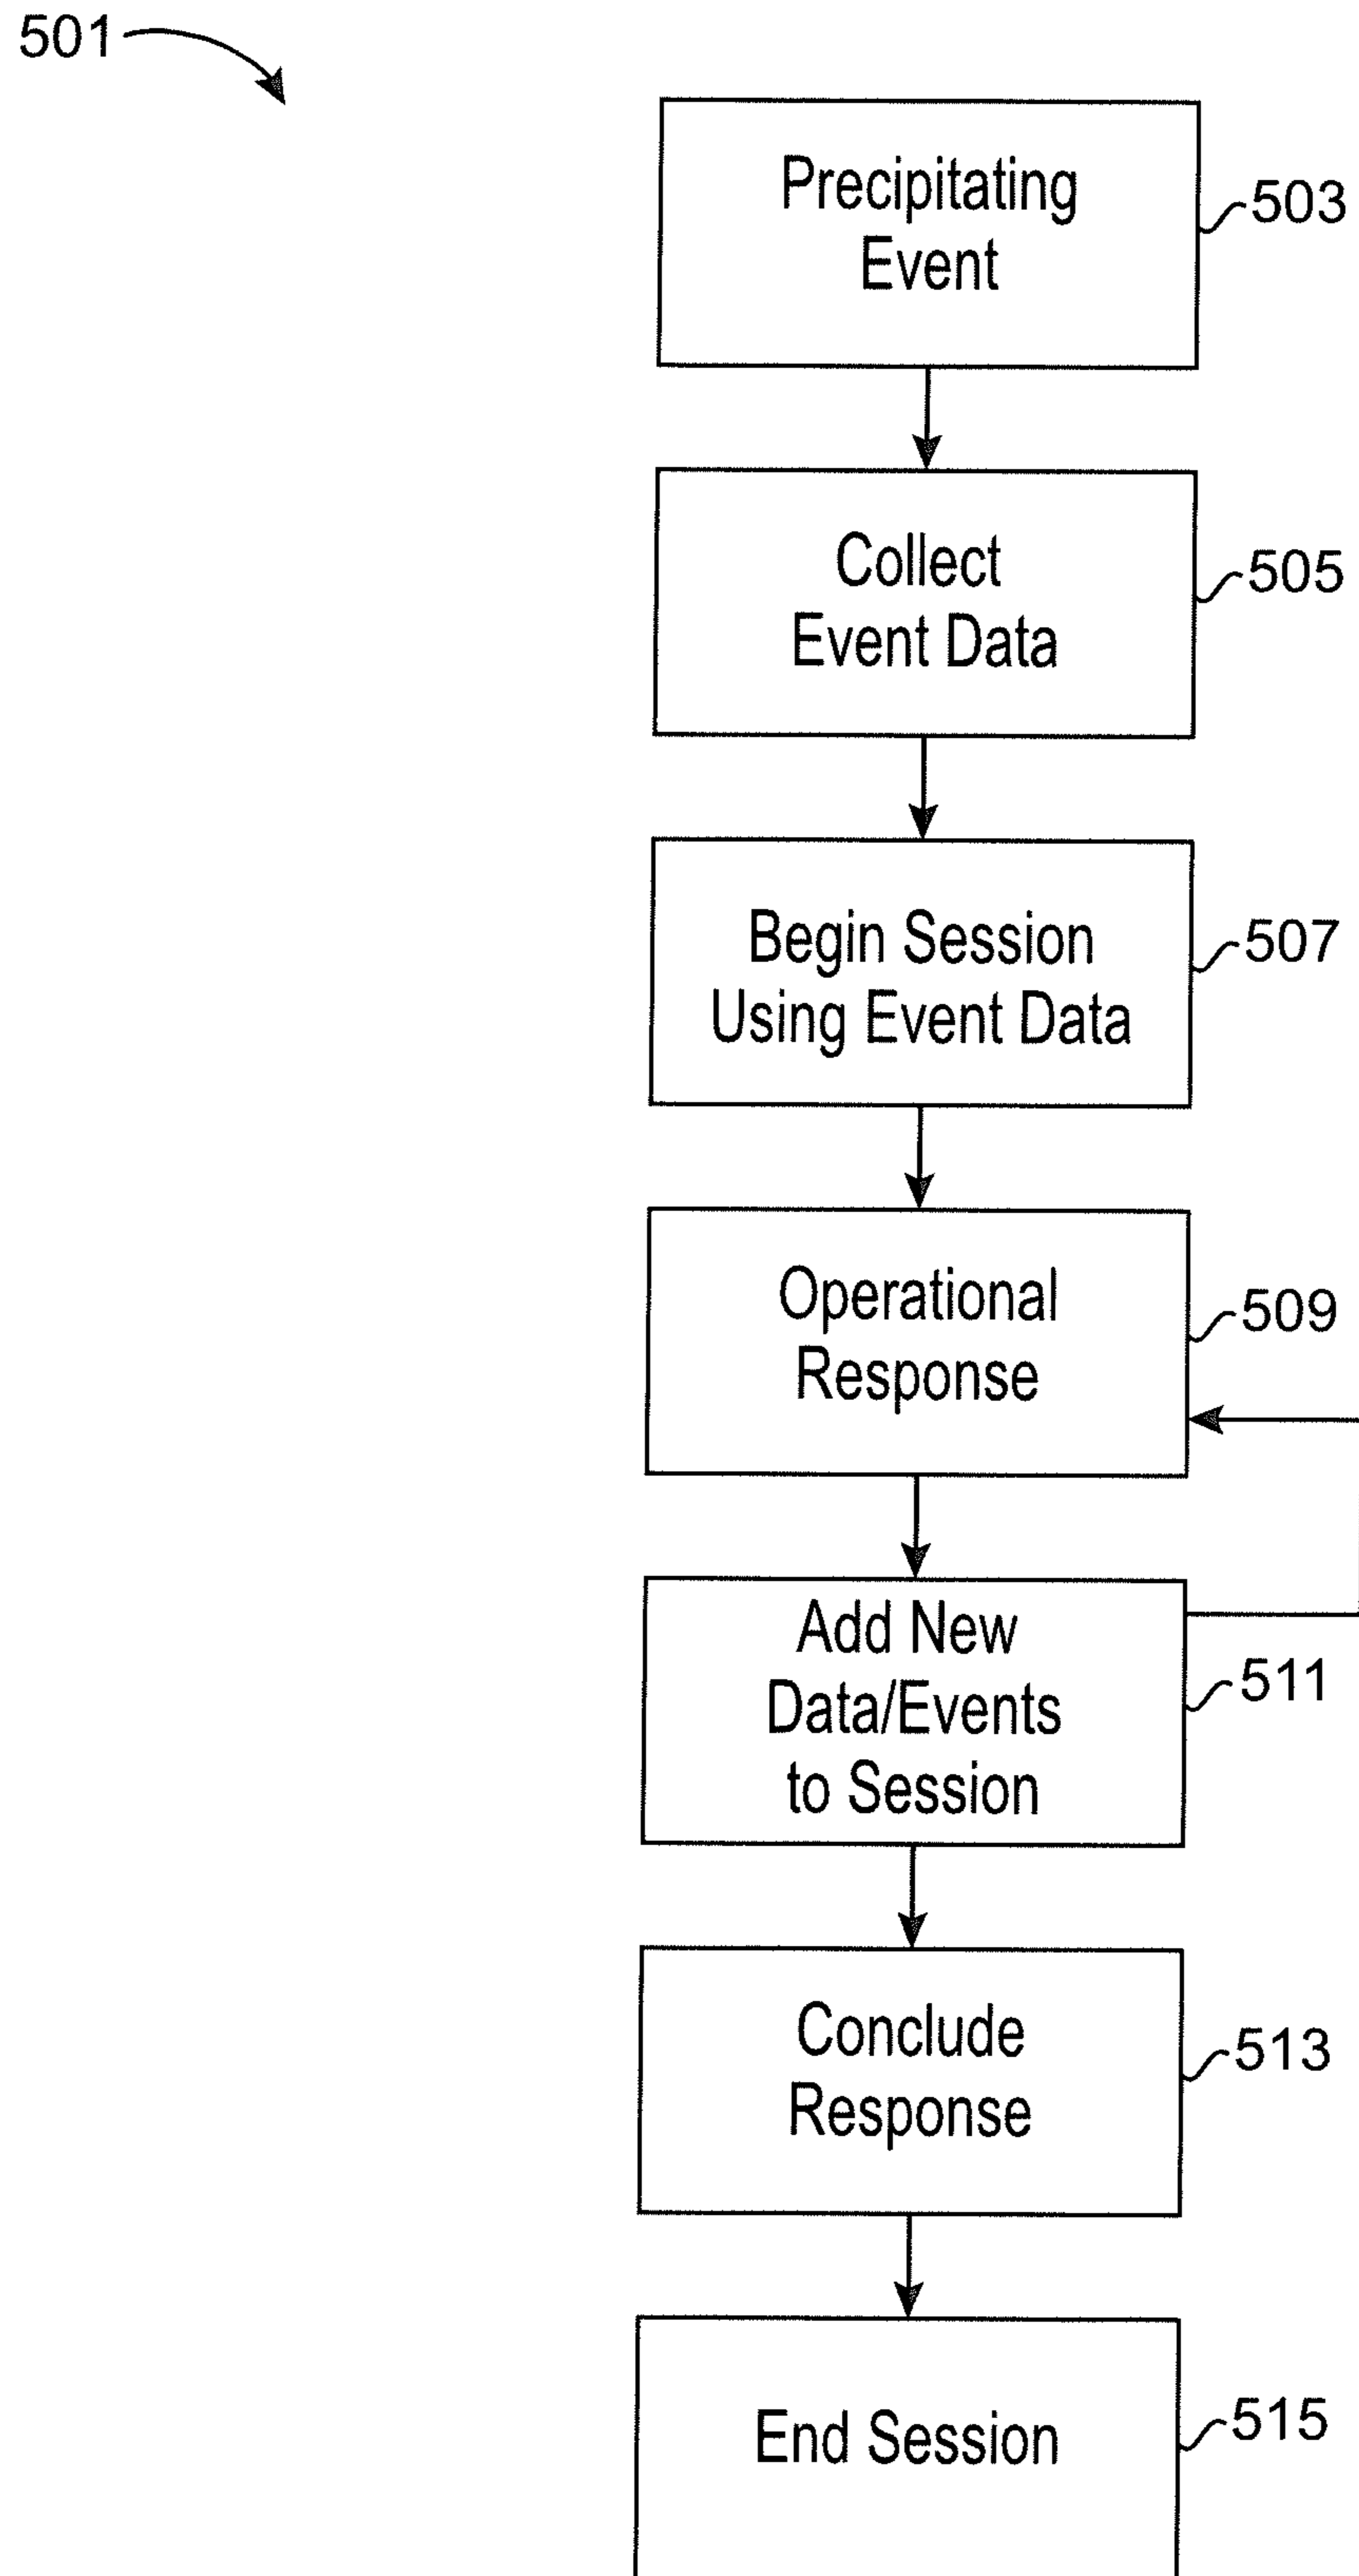 501
Precipitating
Event
503
Collect
Event Data
505
Begin Session
Using Event Data
507
Operational
Response
509
Add New
Data/Events
to Session
511
Conclude
Response
513
End Session
515